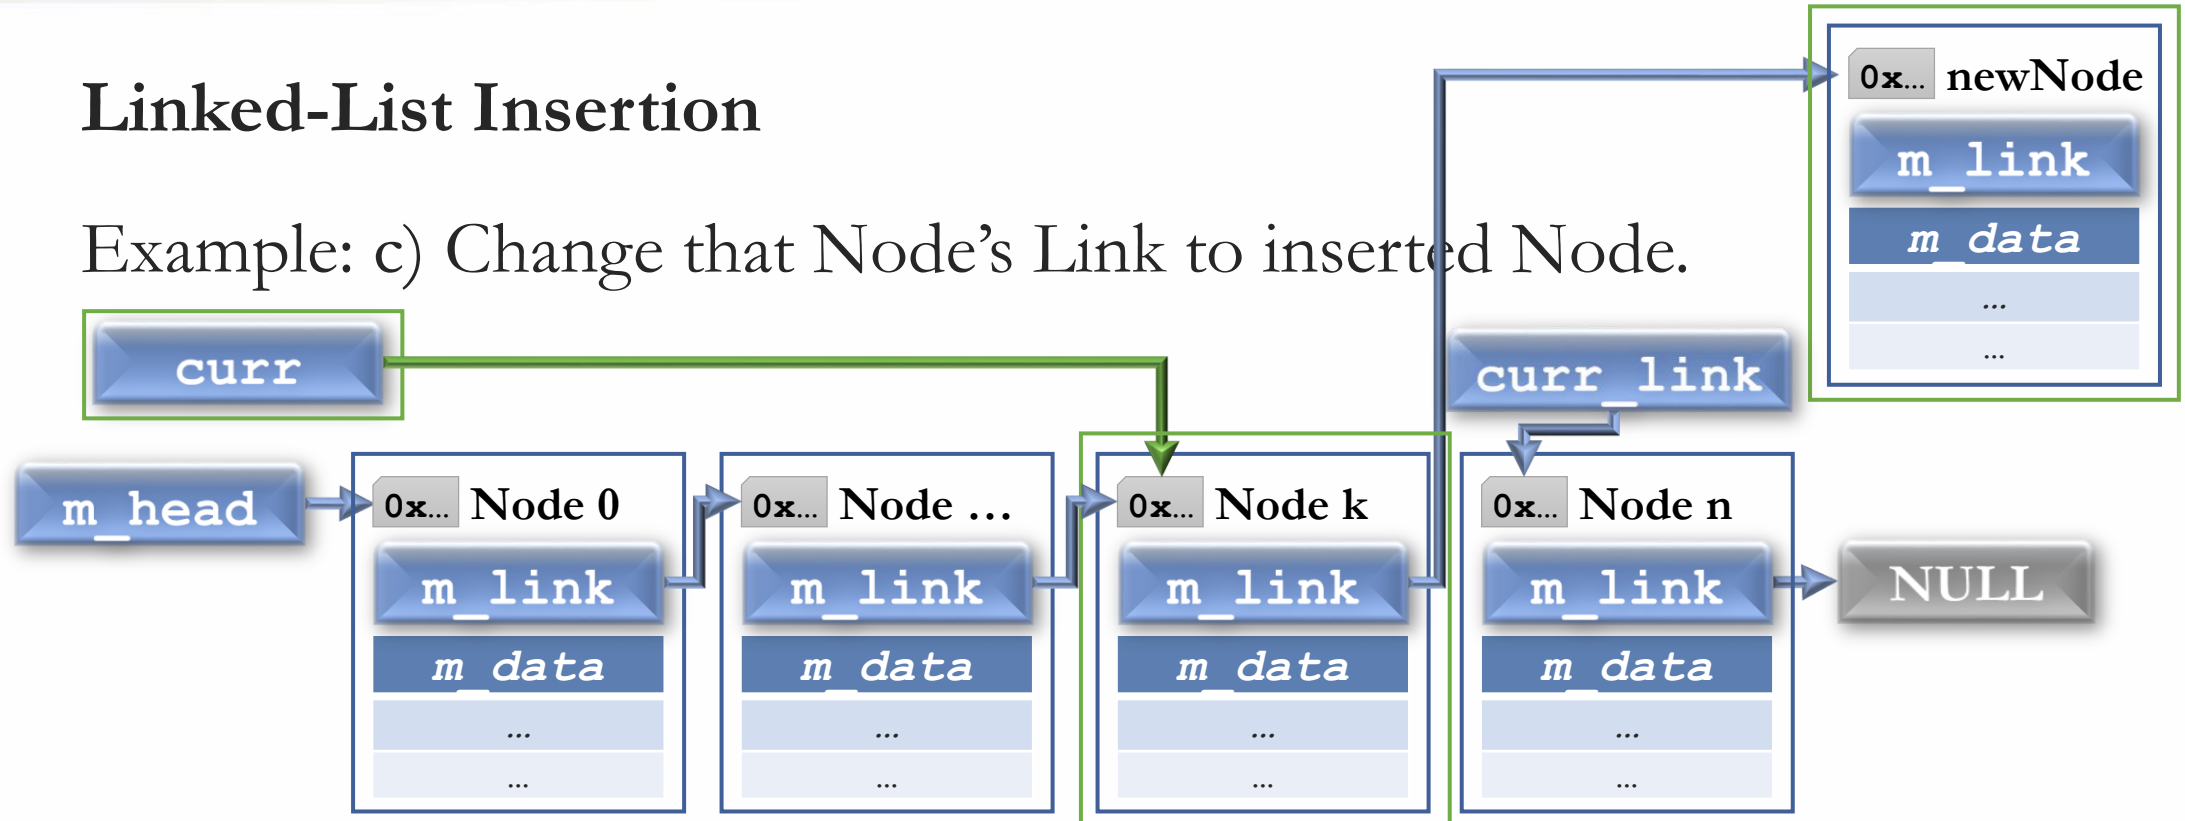 Linked-List Insertion
Example: c) Change that Node’s Link to inserted Node.
0x... newNode
m_link
m_data
...
...
curr
curr_link
m_head
0x... Node 0
m_link
m_data
...
...
0x... Node …
m_link
m_data
...
...
0x... Node k
m_link
m_data
...
...
0x... Node n
m_link
m_data
...
...
NULL